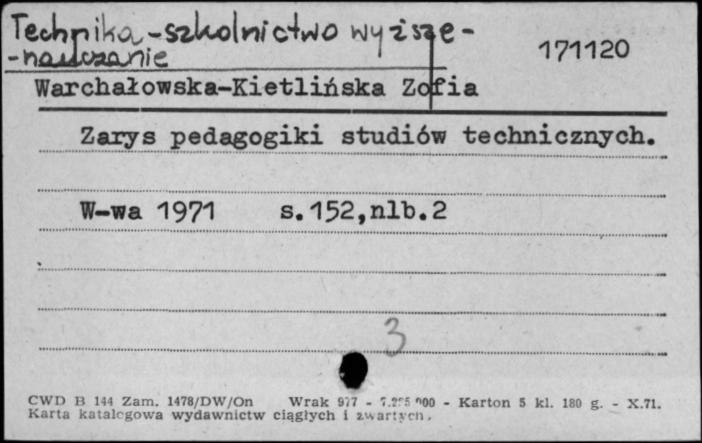 Technika-szkolnictwo wyższe-
-nauczanie
171120
Warchałowska-Kietlińska Zofia
Zarys pedagogiki studiów technicznych.
W-wa 1971 s.152,nlb.2
3
CWD B 144 Zam. 1478/DW/On Wrak 977 - 000 - Karton 5 kl. 180 g. - X.71.
Karta katalogowa wydawnictw ciągłych i zwartych.